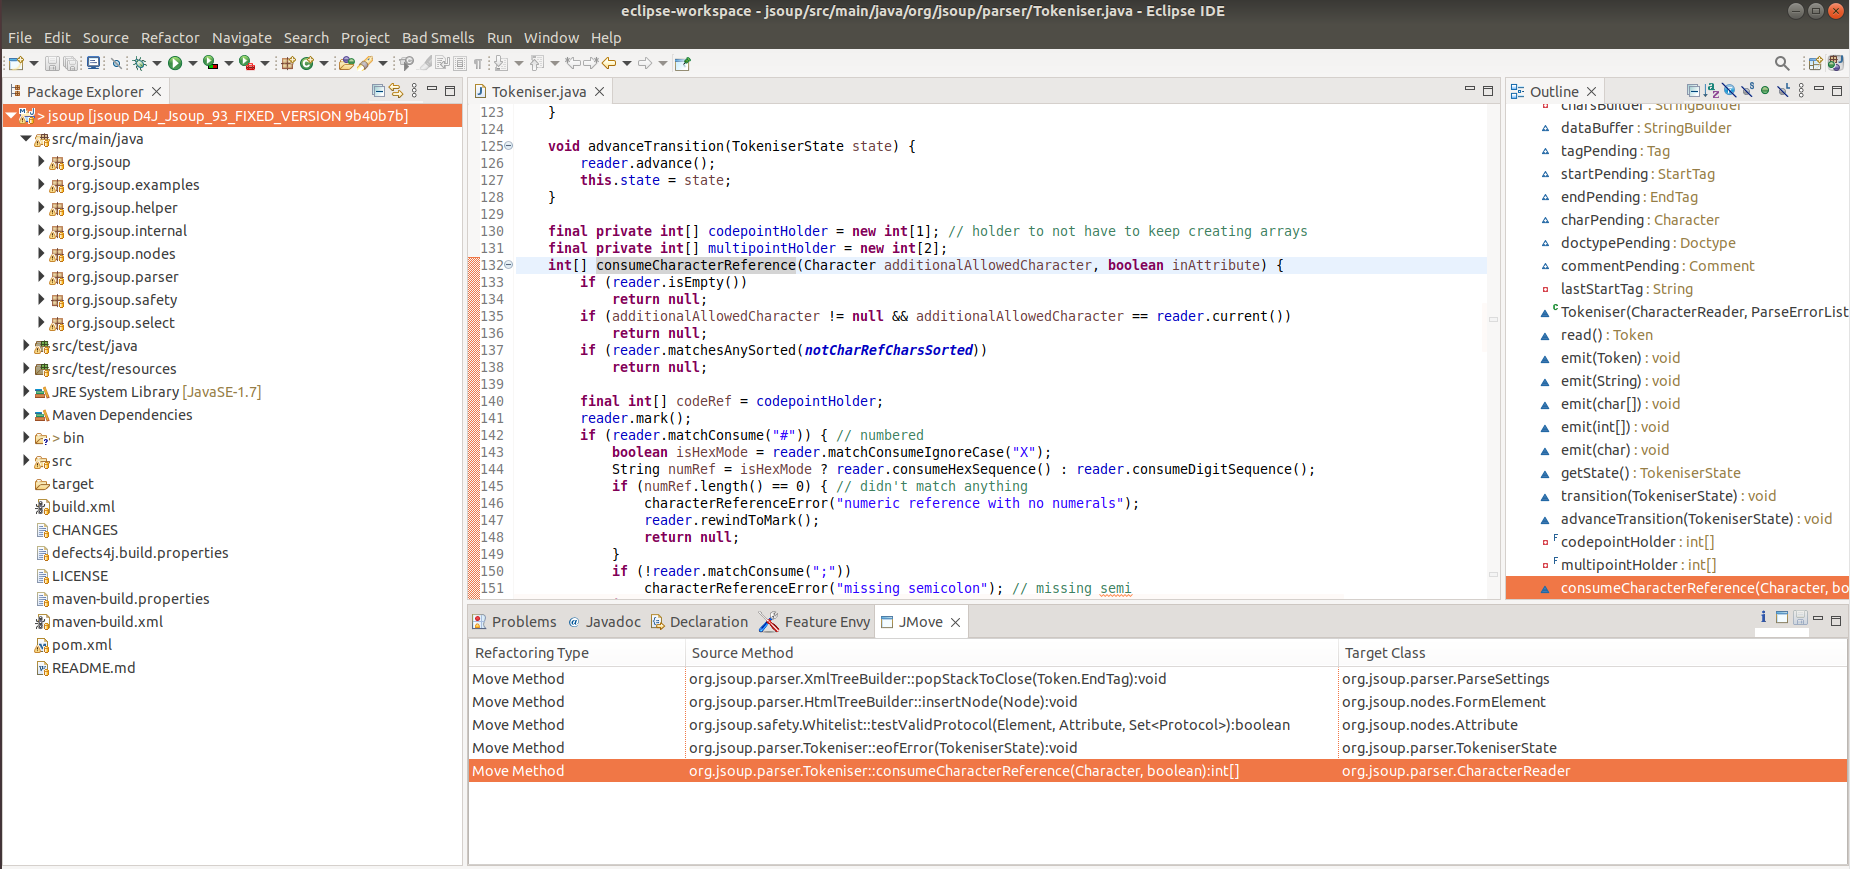 eclipse-workspace - jsoup/src/main/java/org/jsoup/parser/Tokeniser.java - Eclipse IDE
File Edit Source Refactor Navigate Search Project Bad Smells Run Window Help
Package Explorer
> jsoup [jsoup D4J_Jsoup_93_FIXED_VERSION 9b40b7b]
src/main/java
org.jsoup
org.jsoup.examples
org.jsoup.helper
org.jsoup.internal
org.jsoup.nodes
org.jsoup.parser
org.jsoup.safety
org.jsoup.select
src/test/java
src/test/resources
JRE System Library [JavaSE-1.7]
Maven Dependencies
> bin
src
target
build.xml
CHANGES
defects4j.build.properties
LICENSE
maven-build.properties
maven-build.xml
pom.xml
README.md
Tokeniser.java
123 }
124
125 void advanceTransition(TokeniserState state) {
126 reader.advance();
127 this.state = state;
128 }
129
130 final private int[] codepointHolder = new int[1]; // holder to not have to keep creating arrays
131 final private int[] multipointHolder = new int[2];
132 int[] consumeCharacterReference(Character additionalAllowedCharacter, boolean inAttribute) {
133 if (reader.isEmpty())
134 return null;
135 if (additionalAllowedCharacter != null && additionalAllowedCharacter == reader.current())
136 return null;
137 if (reader.matchesAnySorted(notCharRefCharsSorted))
138 return null;
139
140 final int[] codeRef = codepointHolder;
141 reader.mark();
142 if (reader.matchConsume("#")) { // numbered
143 boolean isHexMode = reader.matchConsumeIgnoreCase("X");
144 String numRef = isHexMode ? reader.consumeHexSequence() : reader.consumeDigitSequence();
145 if (numRef.length() == 0) { // didn't match anything
146 characterReferenceError("numeric reference with no numerals");
147 reader.rewindToMark();
148 return null;
149 }
150 if (!reader.matchConsume(";"))
151 characterReferenceError("missing semicolon"); // missing semi
Outline
charsBuilder : StringBuilder
dataBuffer : StringBuilder
tagPending : Tag
startPending : StartTag
endPending : EndTag
charPending : Character
doctypePending : Doctype
commentPending : Comment
lastStartTag : String
Tokeniser(CharacterReader, ParseErrorList
read() : Token
emit(Token) : void
emit(String) : void
emit(char[]) : void
emit(int[]) : void
emit(char) : void
getState() : TokeniserState
transition(TokeniserState) : void
advanceTransition(TokeniserState) : void
codepointHolder : int[]
multipointHolder : int[]
consumeCharacterReference(Character, bo
Problems @ Javadoc Declaration Feature Envy JMove
Refactoring Type Source Method Target Class
Move Method org.jsoup.parser.XmlTreeBuilder::popStackToClose(Token.EndTag):void org.jsoup.parser.ParseSettings
Move Method org.jsoup.parser.HtmlTreeBuilder::insertNode(Node):void org.jsoup.nodes.FormElement
Move Method org.jsoup.safety.Whitelist::testValidProtocol(Element, Attribute, Set<Protocol>):boolean org.jsoup.nodes.Attribute
Move Method org.jsoup.parser.Tokeniser::eofError(TokeniserState):void org.jsoup.parser.TokeniserState
Move Method org.jsoup.parser.Tokeniser::consumeCharacterReference(Character, boolean):int[] org.jsoup.parser.CharacterReader